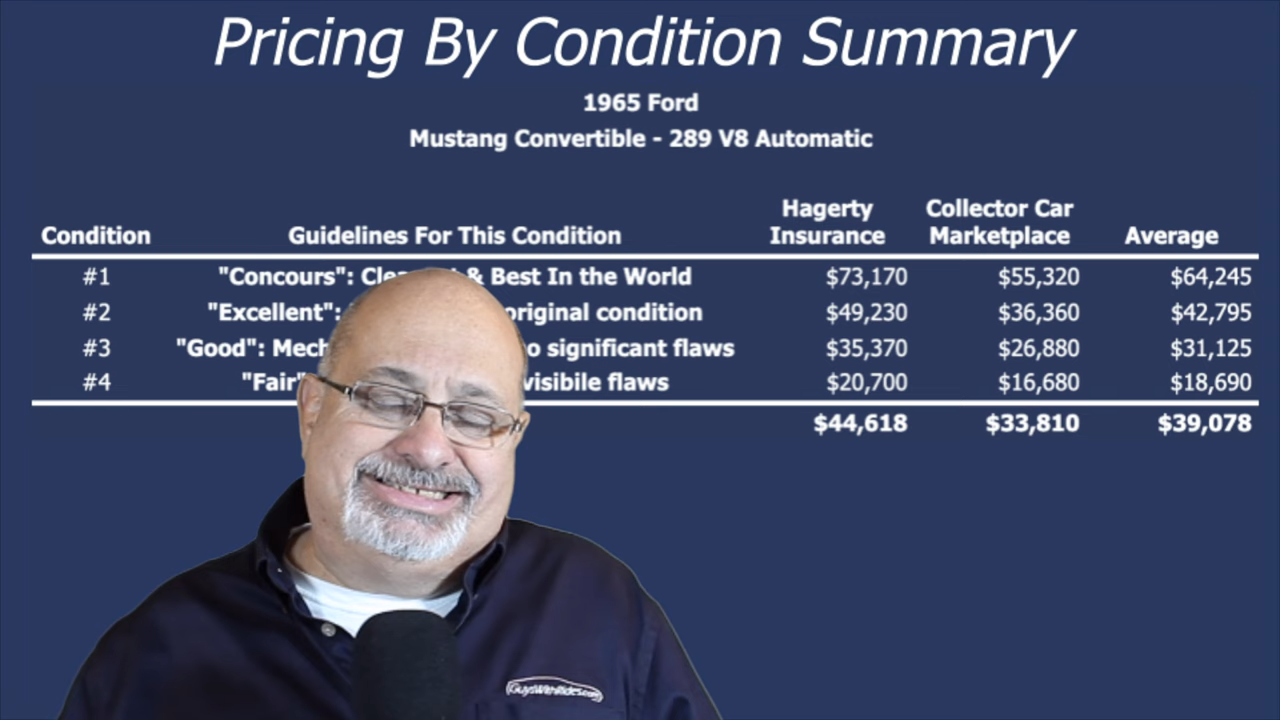 Pricing By Condition Summary
1965 Ford
Mustang Convertible - 289 V8 Automatic
Hagerty Collector Car
Condition Guidelines For This Condition Insurance Marketplace Average
#1 "Concours": & Best In the World $73,170 $55,320 $64,245
#2 "Excellent": original condition $49,230 $36,360 $42,795
#3 "Good": significant flaws $35,370 $26,880 $31,125
#4 "Fair" visibile flaws $20,700 $16,680 $18,690
$44,618 $33,810 $39,078
GuysWithRides.com